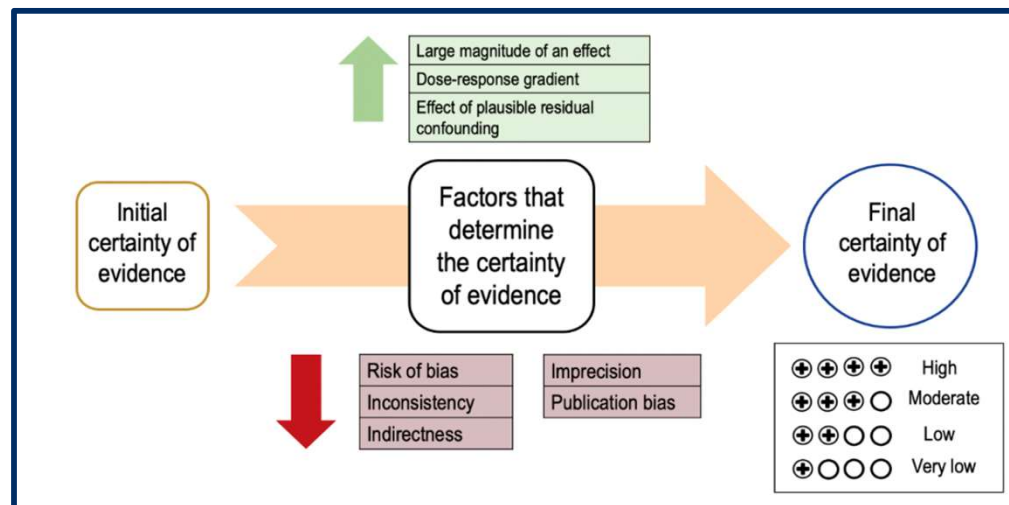 Large magnitude of an effect
Dose-response gradient
Effect of plausible residual
confounding
Initial
certainty of
evidence
Factors that
determine
the certainty
of evidence
Final
certainty of
evidence
Risk of bias
Inconsistency
Indirectness
Imprecision
Publication bias
High
Moderate
Low
Very low